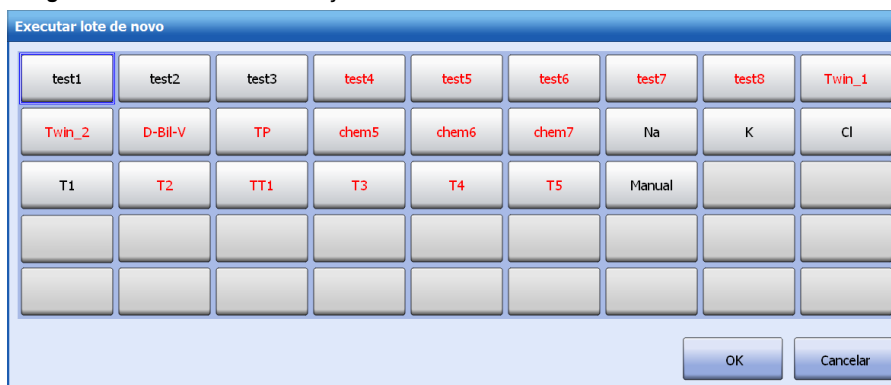 Executar lote de novo
test1 test2 test3 test4 test5 test6 test7 test8 Twin_1
Twin_2 D-Bil-V TP chem5 chem6 chem7 Na K Cl
T1 T2 TT1 T3 T4 T5 Manual
OK Cancelar